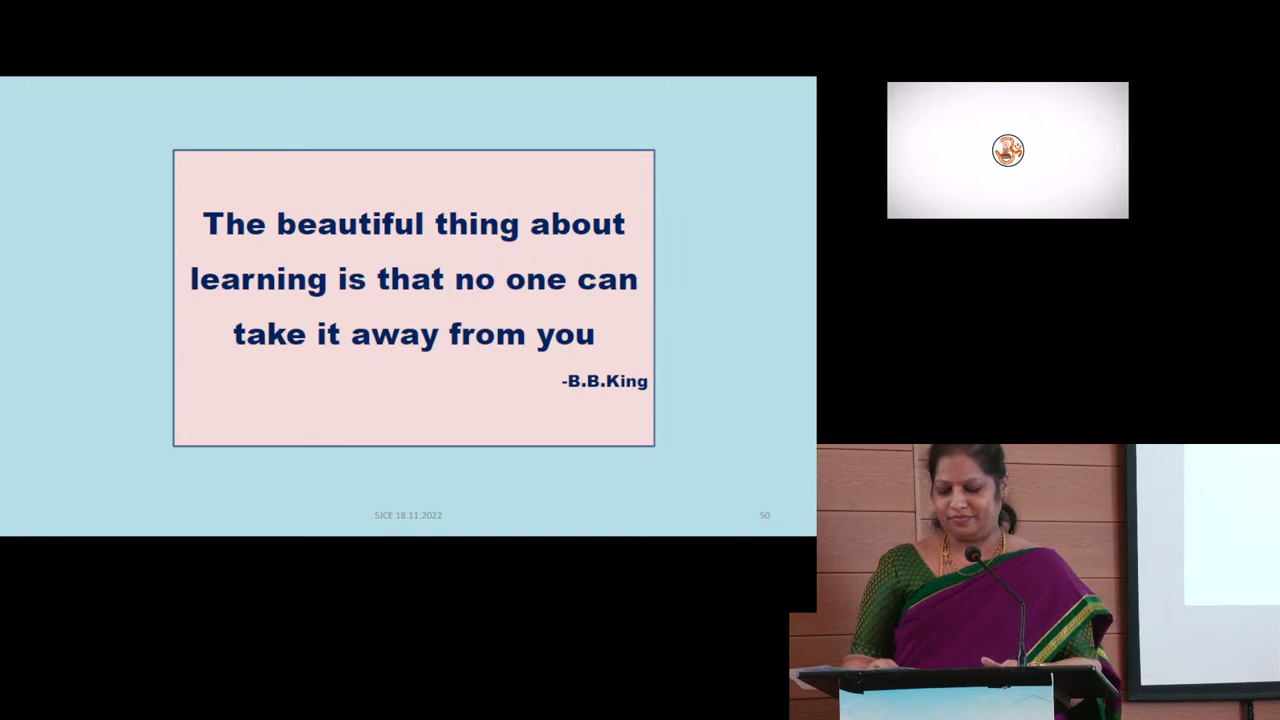 The beautiful thing about
learning is that no one can
take it away from you
-B.B.King
SJCE 18.11.2022
50